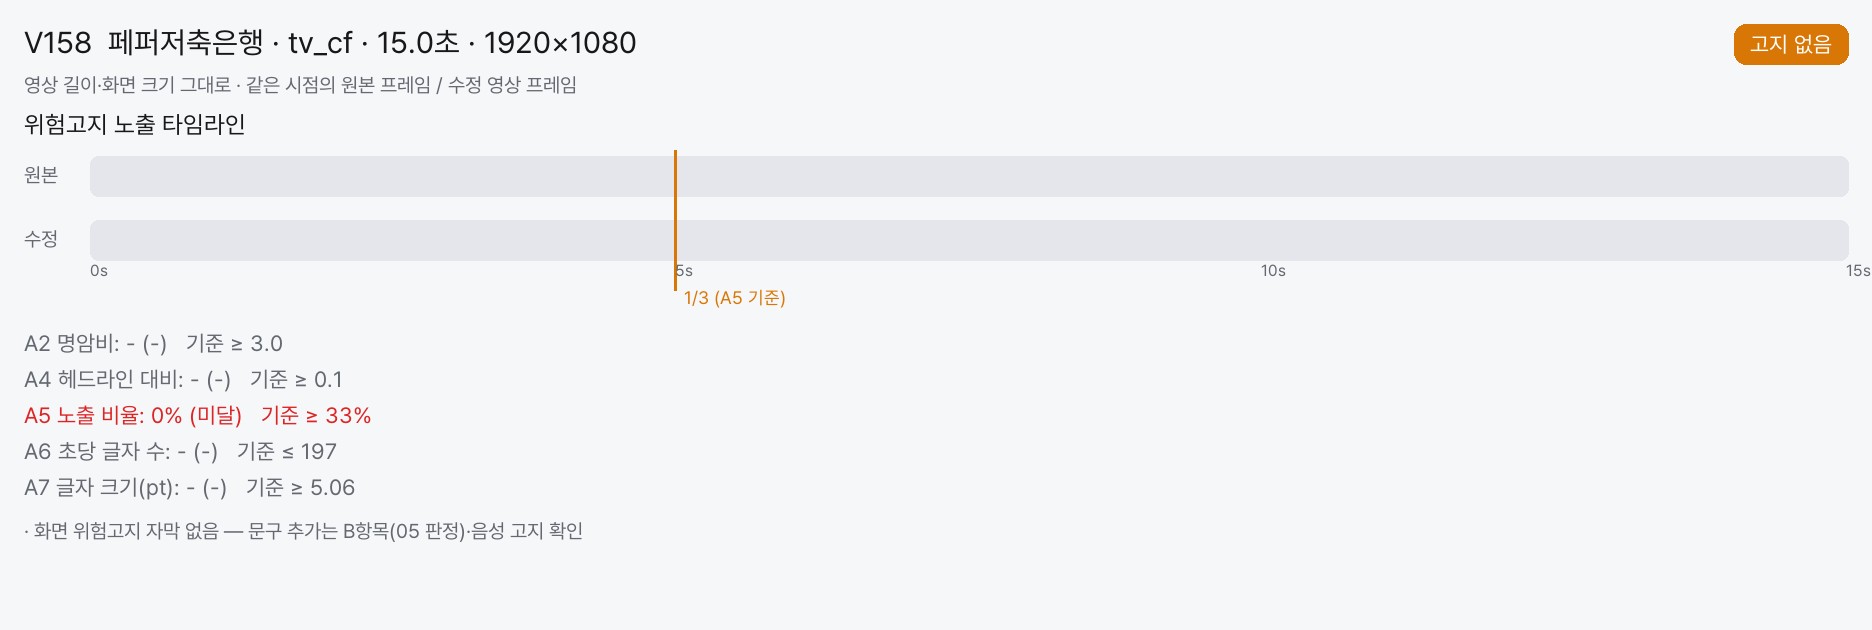 V158 페퍼저축은행 · tv_cf · 15.0초 · 1920×1080
고지 없음
영상 길이·화면 크기 그대로 · 같은 시점의 원본 프레임 / 수정 영상 프레임
위험고지 노출 타임라인
원본
수정
0s 5s 10s 15s
1/3 (A5 기준)
A2 명암비: - (-) 기준 ≥ 3.0
A4 헤드라인 대비: - (-) 기준 ≥ 0.1
A5 노출 비율: 0% (미달) 기준 ≥ 33%
A6 초당 글자 수: - (-) 기준 ≤ 197
A7 글자 크기(pt): - (-) 기준 ≥ 5.06
· 화면 위험고지 자막 없음 — 문구 추가는 B항목(05 판정)·음성 고지 확인